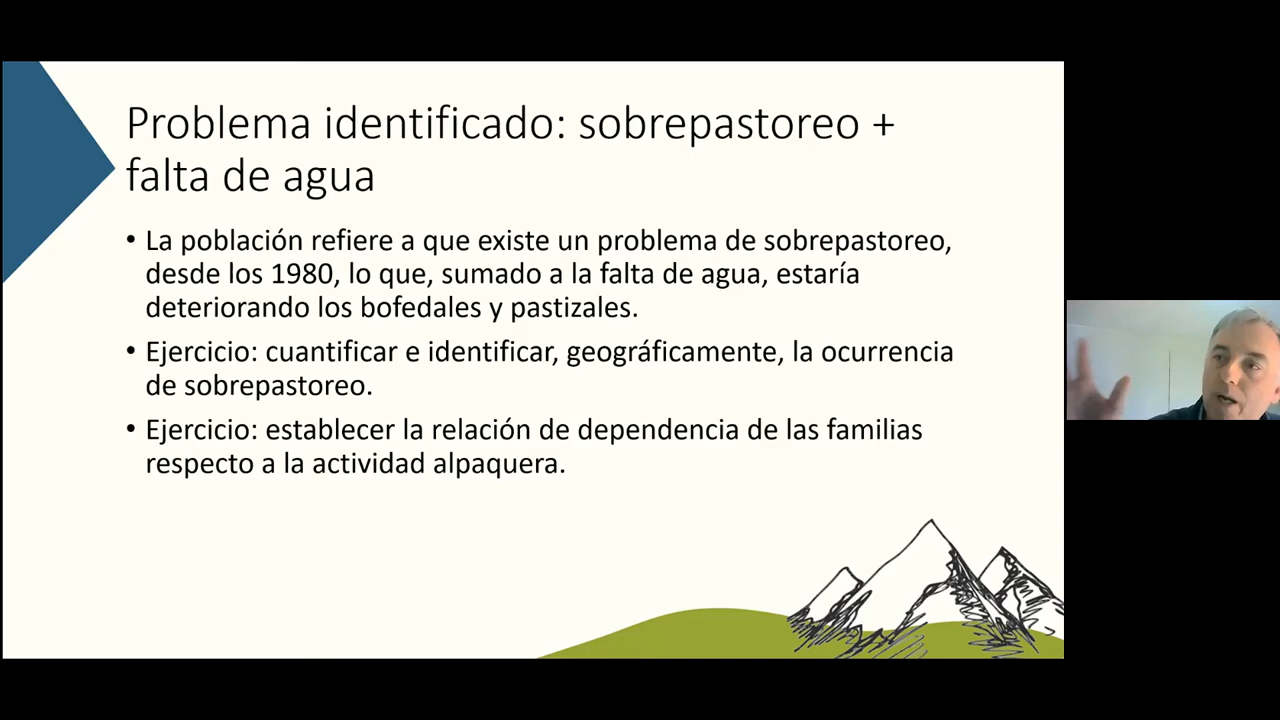 Problema identificado: sobrepastoreo +
falta de agua
• La población refiere a que existe un problema de sobrepastoreo,
desde los 1980, lo que, sumado a la falta de agua, estaría
deteriorando los bofedales y pastizales.
• Ejercicio: cuantificar e identificar, geográficamente, la ocurrencia
de sobrepastoreo.
• Ejercicio: establecer la relación de dependencia de las familias
respecto a la actividad alpaquera.